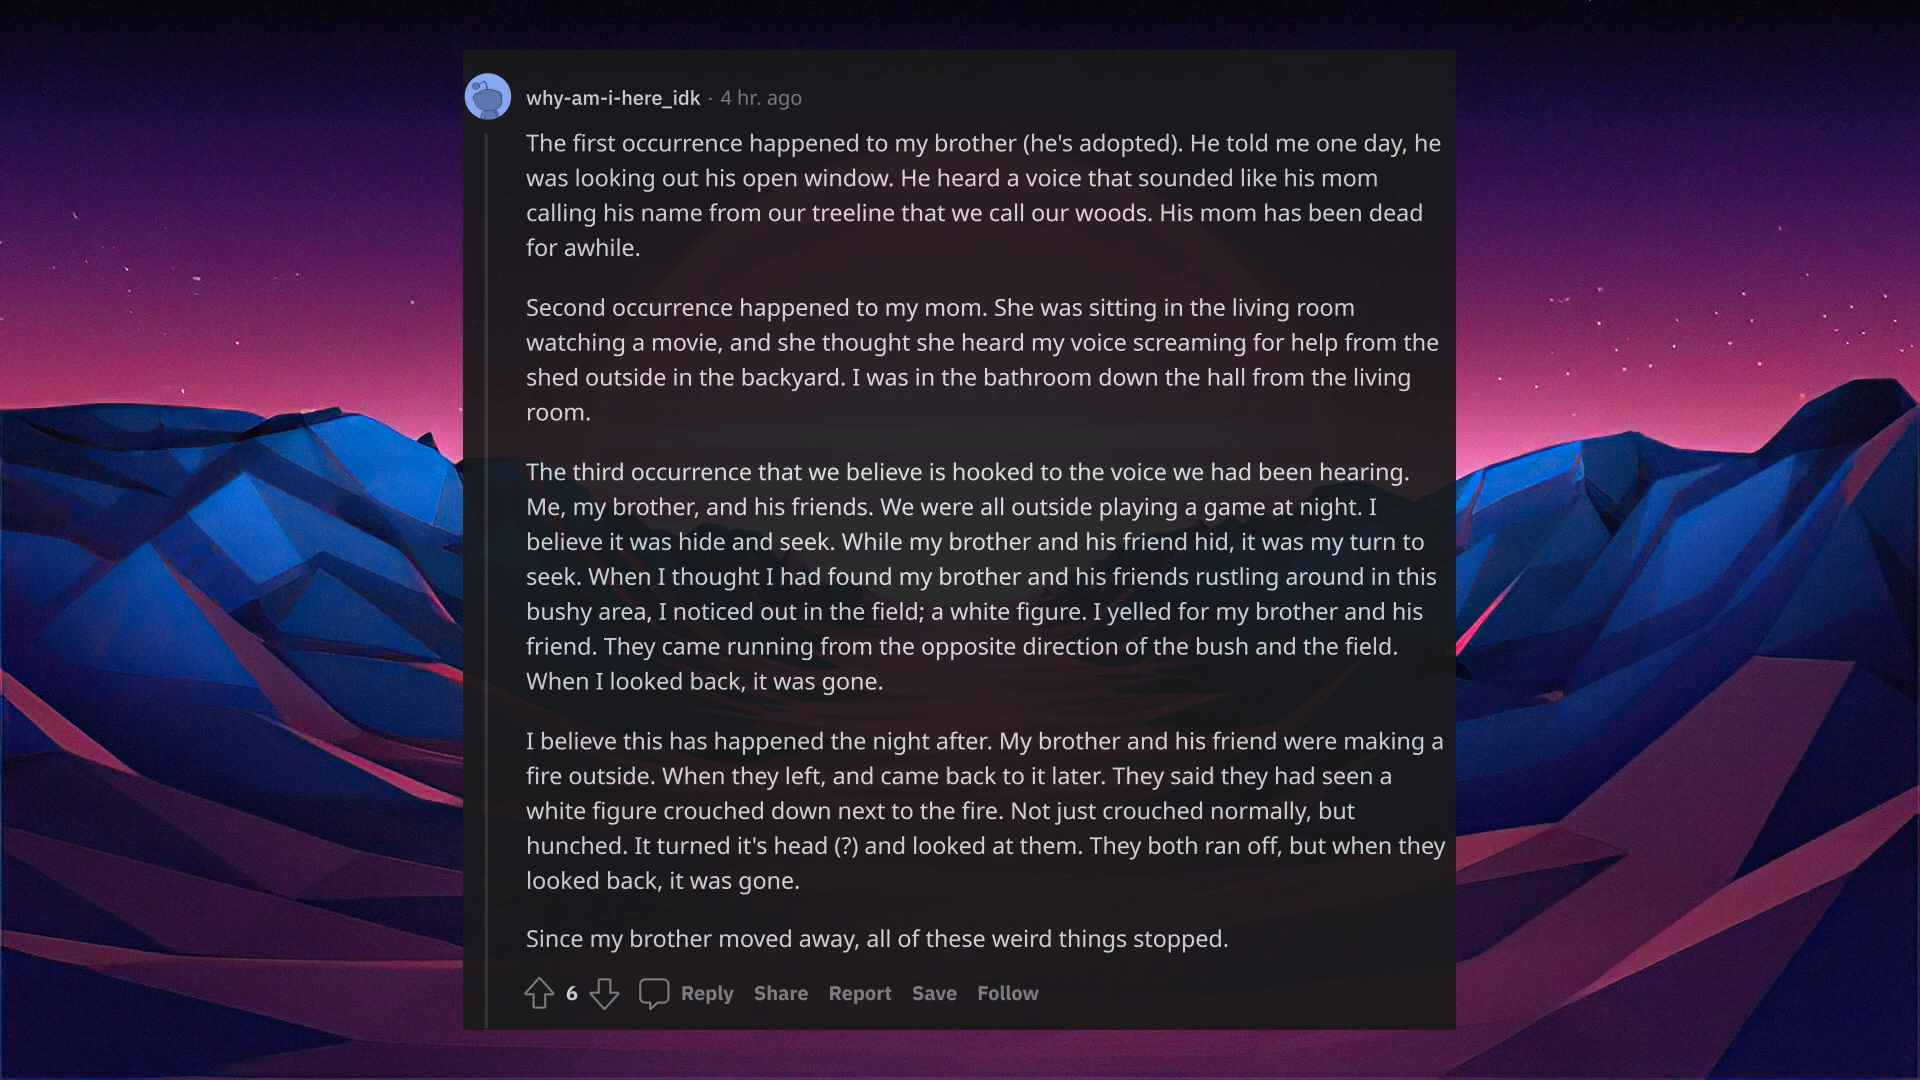 why-am-i-here_idk · 4 hr. ago
The first occurrence happened to my brother (he's adopted). He told me one day, he
was looking out his open window. He heard a voice that sounded like his mom
calling his name from our treeline that we call our woods. His mom has been dead
for awhile.
Second occurrence happened to my mom. She was sitting in the living room
watching a movie, and she thought she heard my voice screaming for help from the
shed outside in the backyard. I was in the bathroom down the hall from the living
room.
The third occurrence that we believe is hooked to the voice we had been hearing.
Me, my brother, and his friends. We were all outside playing a game at night. I
believe it was hide and seek. While my brother and his friend hid, it was my turn to
seek. When I thought I had found my brother and his friends rustling around in this
bushy area, I noticed out in the field; a white figure. I yelled for my brother and his
friend. They came running from the opposite direction of the bush and the field.
When I looked back, it was gone.
I believe this has happened the night after. My brother and his friend were making a
fire outside. When they left, and came back to it later. They said they had seen a
white figure crouched down next to the fire. Not just crouched normally, but
hunched. It turned it's head (?) and looked at them. They both ran off, but when they
looked back, it was gone.
Since my brother moved away, all of these weird things stopped.
6 Reply Share Report Save Follow